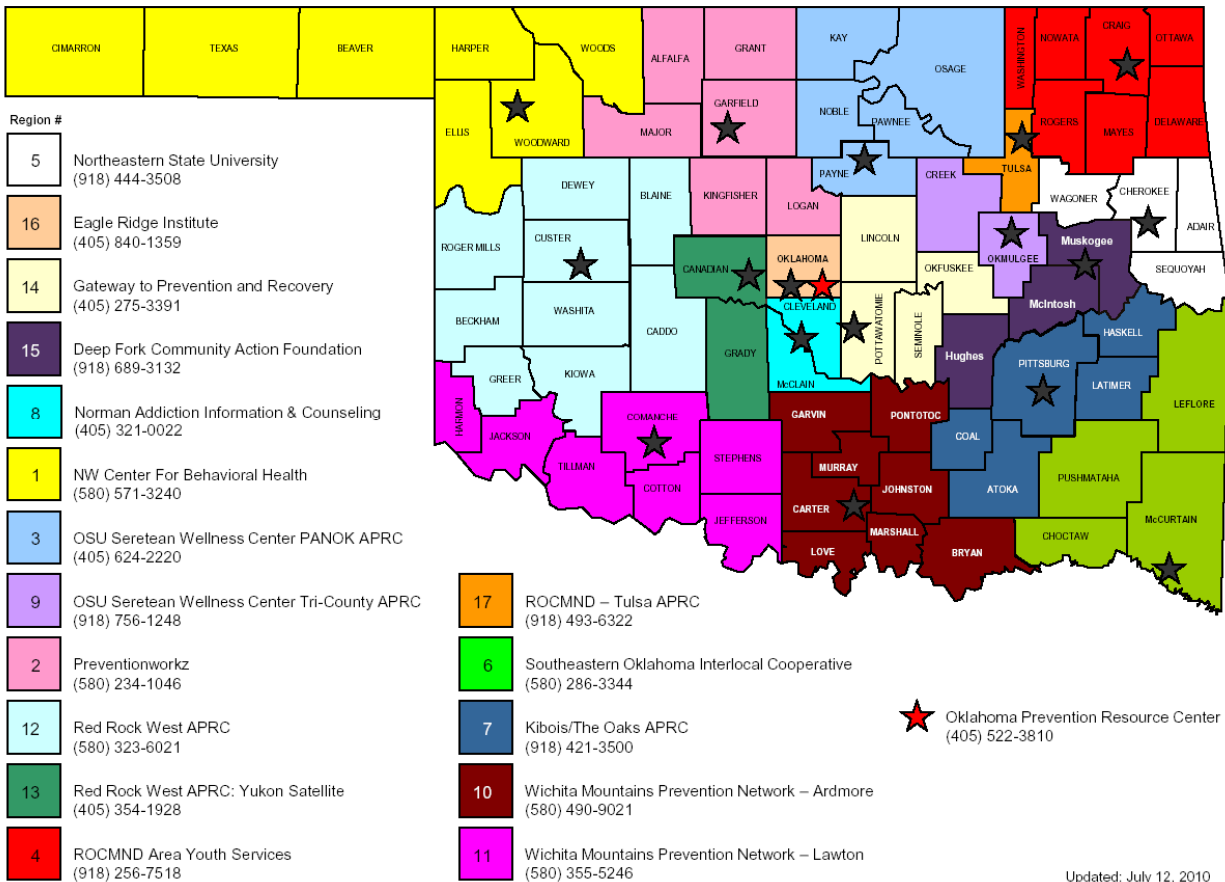 CIMARRON
TEXAS
BEAVER
HARPER
WOODS
ALFALFA
GRANT
KAY
OSAGE
WASHINGTON
NOWATA
CRAIG
OTTAWA
ELLIS
WOODWARD
MAJOR
GARFIELD
NOBLE
PAWNEE
ROGERS
MAYES
DELAWARE
DEWEY
BLAINE
KINGFISHER
LOGAN
PAYNE
CREEK
TULSA
WAGONER
CHEROKEE
ADAIR
ROGER MILLS
CUSTER
CANADIAN
OKLAHOMA
LINCOLN
OKFUSKEE
OKMULGEE
Muskogee
SEQUOYAH
BECKHAM
WASHITA
CADDO
GRADY
CLEVELAND
McCLAIN
POTTAWATOMIE
SEMINOLE
Hughes
McIntosh
HASKELL
PITTSBURG
LATIMER
LEFLORE
GREER
KIOWA
HARMON
JACKSON
TILLMAN
COMANCHE
COTTON
STEPHENS
JEFFERSON
GARVIN
PONTOTOC
MURRAY
JOHNSTON
CARTER
LOVE
MARSHALL
BRYAN
COAL
ATOKA
PUSHMATAHA
CHOCTAW
McCURTAIN
Region #
5 Northeastern State University
(918) 444-3508
16 Eagle Ridge Institute
(405) 840-1359
14 Gateway to Prevention and Recovery
(405) 275-3391
15 Deep Fork Community Action Foundation
(918) 689-3132
8 Norman Addiction Information & Counseling
(405) 321-0022
1 NW Center For Behavioral Health
(580) 571-3240
3 OSU Seretean Wellness Center PANOK APRC
(405) 624-2220
9 OSU Seretean Wellness Center Tri-County APRC
(918) 756-1248
2 Preventionworkz
(580) 234-1046
12 Red Rock West APRC
(580) 323-6021
13 Red Rock West APRC: Yukon Satellite
(405) 354-1928
4 ROCMND Area Youth Services
(918) 256-7518
17 ROCMND – Tulsa APRC
(918) 493-6322
6 Southeastern Oklahoma Interlocal Cooperative
(580) 286-3344
7 Kibois/The Oaks APRC
(918) 421-3500
10 Wichita Mountains Prevention Network – Ardmore
(580) 490-9021
11 Wichita Mountains Prevention Network – Lawton
(580) 355-5246
Oklahoma Prevention Resource Center
(405) 522-3810
Updated: July 12, 2010